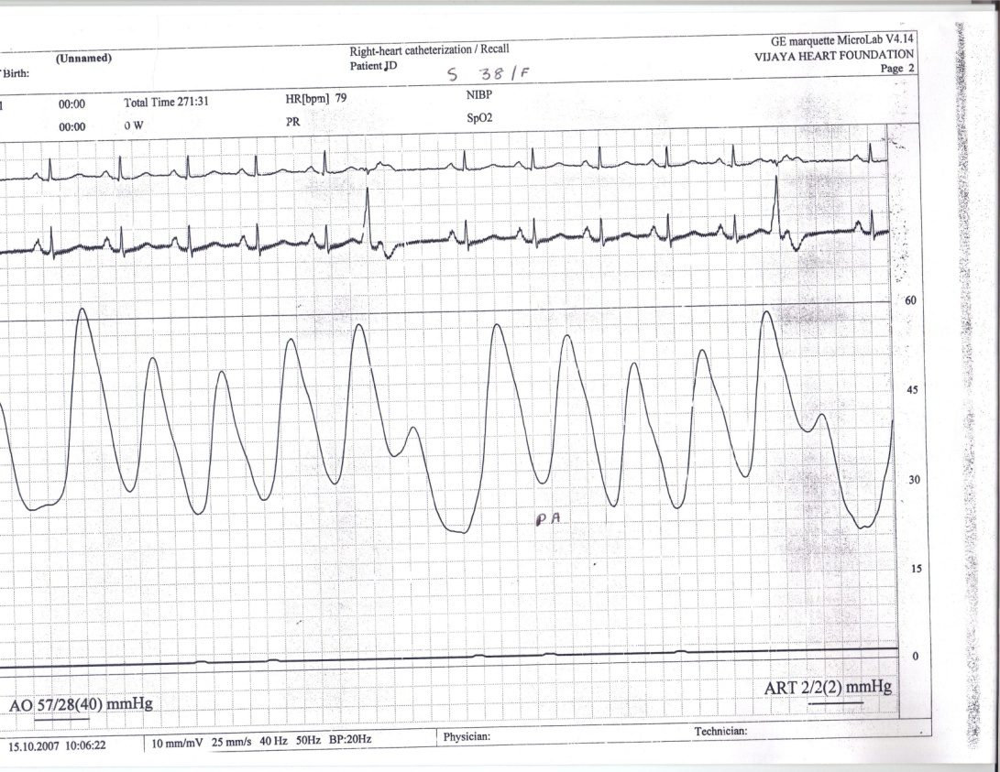 (Unnamed)
Right-heart catheterization / Recall
GE marquette MicroLab V4.14
Birth:
Patient ID
S 38/F
VIJAYA HEART FOUNDATION
Page 2
00:00
Total Time 271:31
HR[bpm] 79
NIBP
00:00
0 W
PR
SpO2
60
45
30
PA
15
0
AO 57/28(40) mmHg
ART 2/2(2) mmHg
15.10.2007 10:06:22
10 mm/mV 25 mm/s 40 Hz 50Hz BP:20Hz
Physician:
Technician: